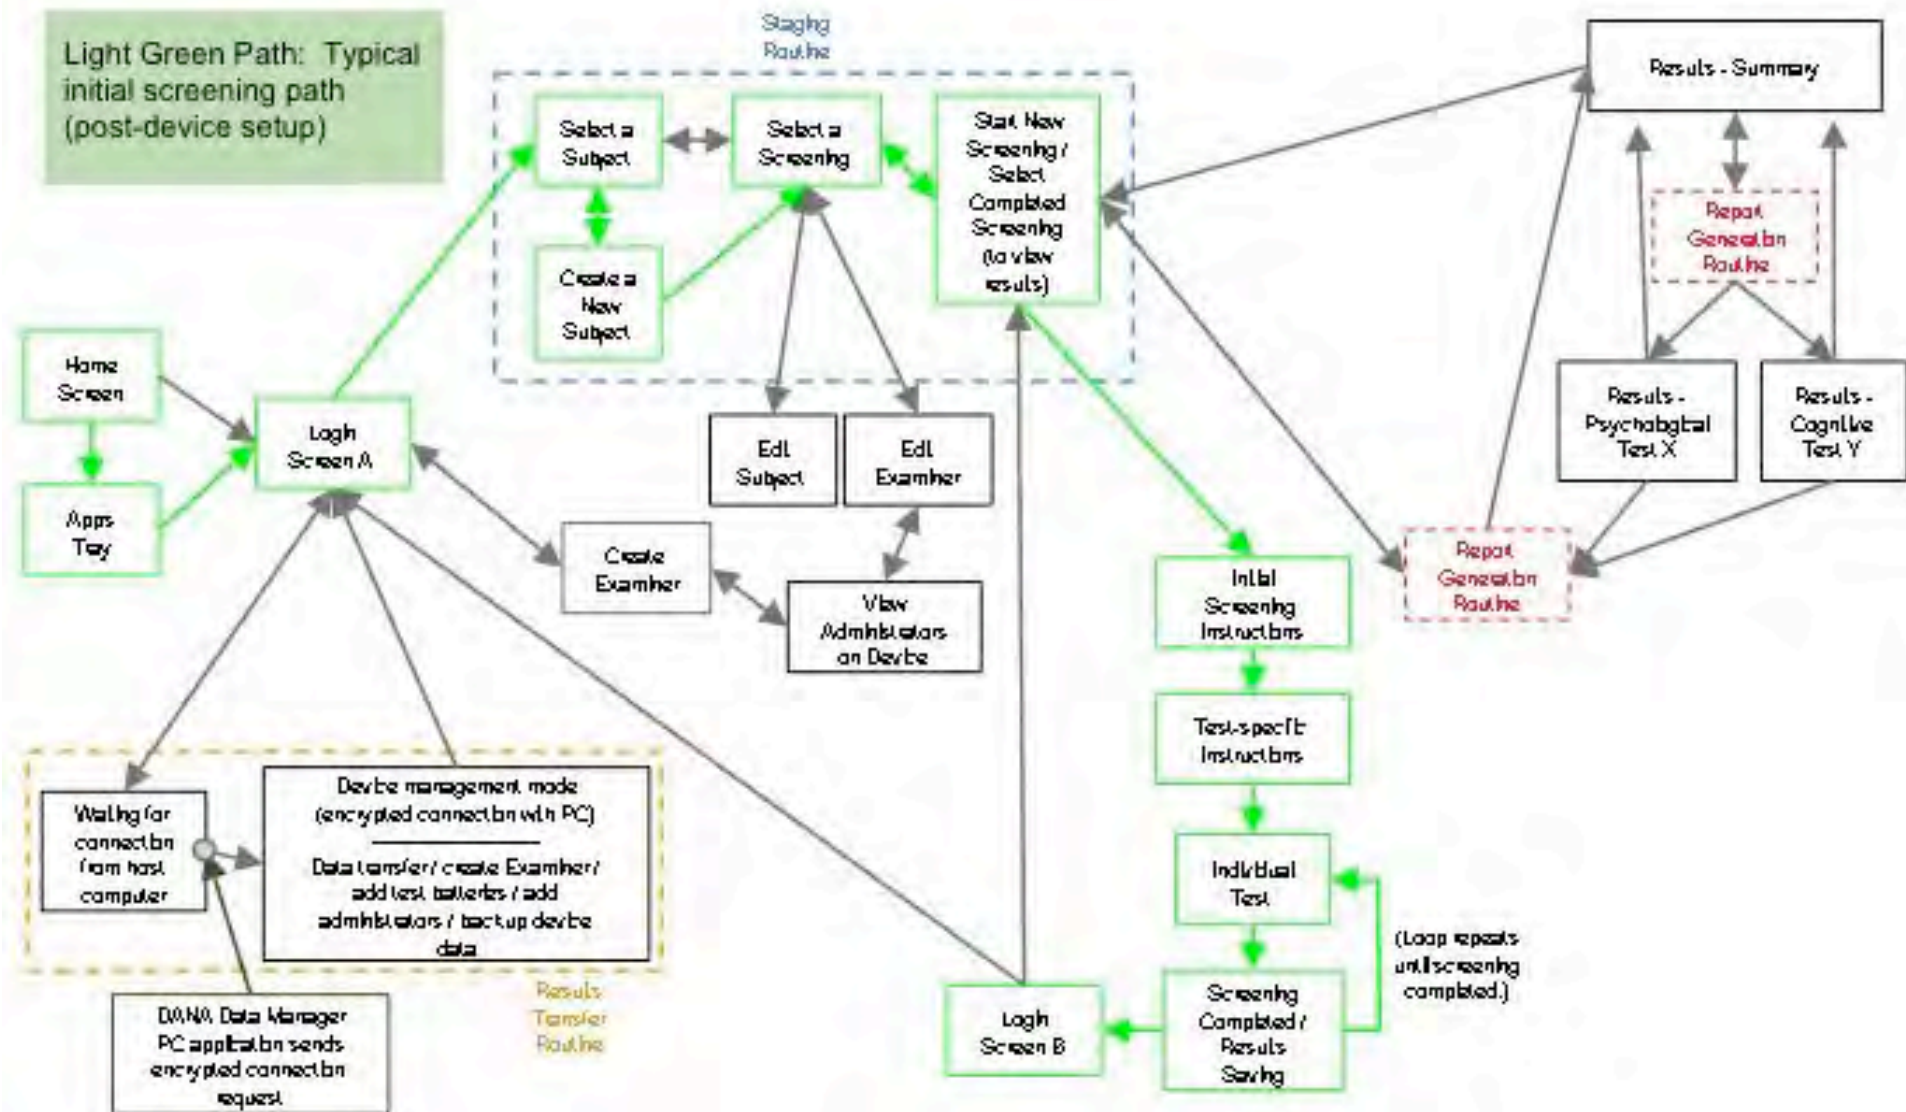 Light Green Path: Typical
initial screening path
(post-device setup)
Staging
Routine
Select a
Subject
Select a
Screening
Start New
Screening /
Select
Completed
Screening
(to view
results)
Create a
New
Subject
Results - Summary
Report
Generation
Routine
Results -
Psychological
Test X
Results -
Cognitive
Test Y
Home
Screen
Apps
Tray
Login
Screen A
Edit
Subject
Edit
Examiner
Create
Examiner
View
Administrators
on Device
Report
Generation
Routine
Initial
Screening
Instructions
Test-specific
Instructions
Individual
Test
(Loop repeats
until screening
completed.)
Screening
Completed /
Results
Saving
Login
Screen B
Waiting for
connection
from host
computer
Device management mode
(encrypted connection with PC)
Data transfer / create Examiner /
add test batteries / add
administrators / back up device
data
Results
Transfer
Routine
DANA Data Manager
PC application sends
encrypted connection
request